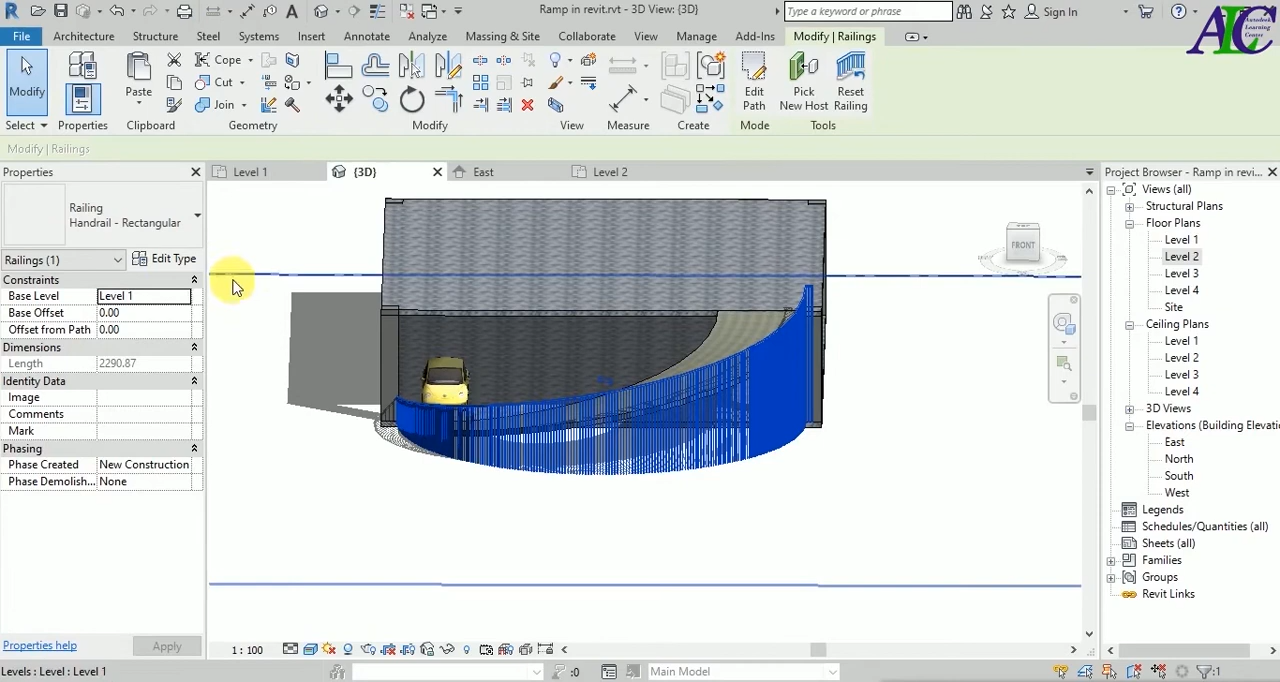 Ramp in revit.rvt - 3D View: {3D}
Type a keyword or phrase
Sign In
ALC
Autodesk
Learning
Centre
File
Architecture
Structure
Steel
Systems
Insert
Annotate
Analyze
Massing & Site
Collaborate
View
Manage
Add-Ins
Modify | Railings
Modify
Paste
Cope
Cut
Join
Edit
Path
Pick
New Host
Reset
Railing
Select
Properties
Clipboard
Geometry
Modify
View
Measure
Create
Mode
Tools
Modify | Railings
Properties
Level 1
{3D}
East
Level 2
Project Browser - Ramp in revi...
Railing
Handrail - Rectangular
Railings (1)
Edit Type
Constraints
Base Level
Level 1
Base Offset
0.00
Offset from Path
0.00
Dimensions
Length
2290.87
Identity Data
Image
Comments
Mark
Phasing
Phase Created
New Construction
Phase Demolish...
None
Properties help
Apply
FRONT
Views (all)
Structural Plans
Floor Plans
Level 1
Level 2
Level 3
Level 4
Site
Ceiling Plans
Level 1
Level 2
Level 3
Level 4
3D Views
Elevations (Building Elevatio
East
North
South
West
Legends
Schedules/Quantities (all)
Sheets (all)
Families
Groups
Revit Links
1 : 100
Levels : Level : Level 1
:0
Main Model
:1